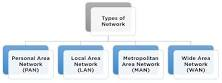 Types of
Network
Personal Area
Network
(PAN)
Local Area
Network
(LAN)
Metropolitan
Area Network
(MAN)
Wide Area
Network
(WAN)